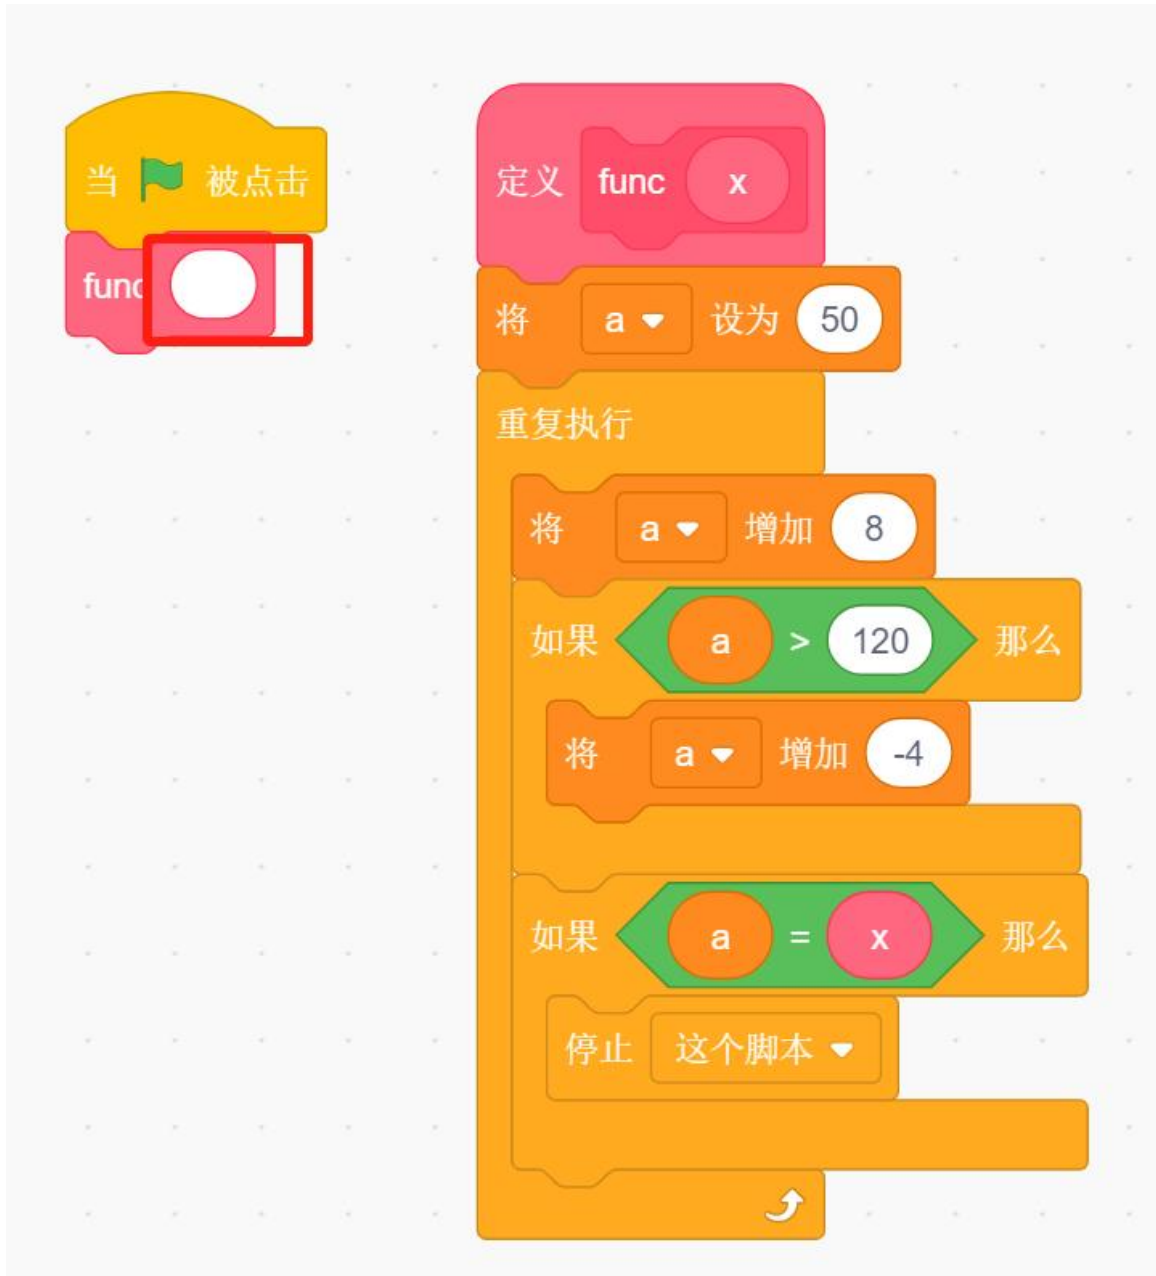 当 被点击
func
定义 func x
将 a 设为 50
重复执行
将 a 增加 8
如果 a > 120 那么
将 a 增加 -4
如果 a = x 那么
停止 这个脚本